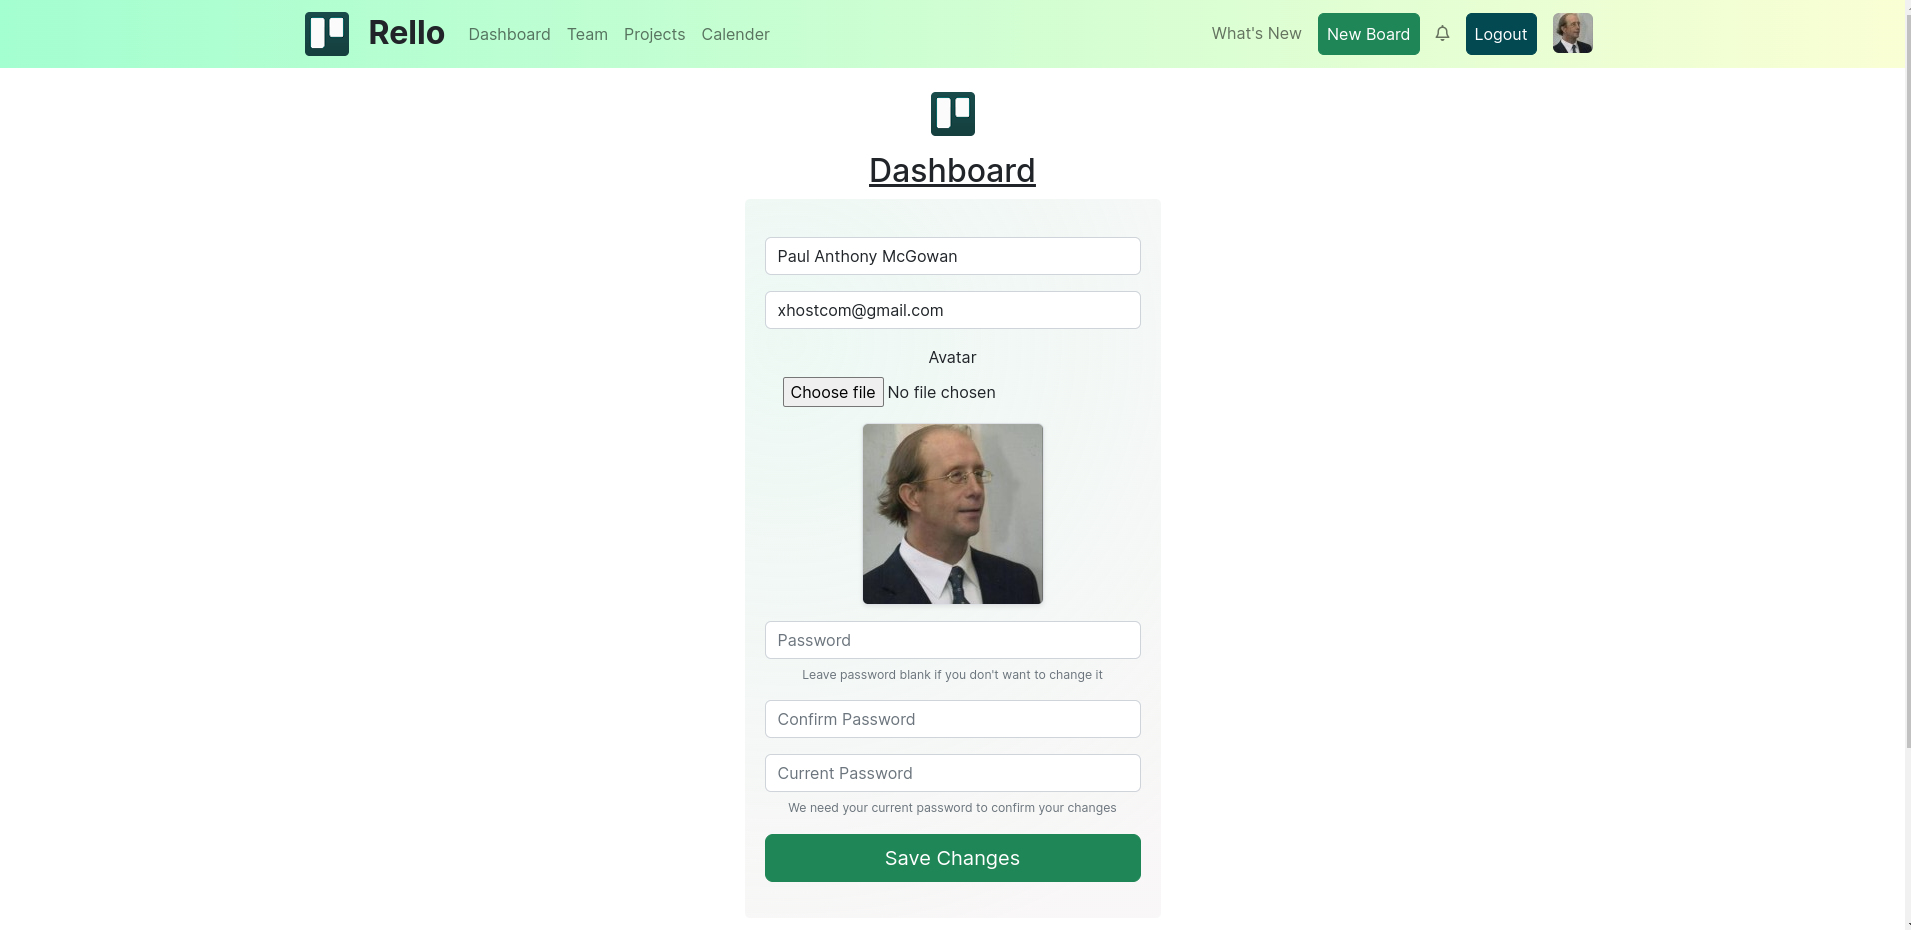 Rello Dashboard Team Projects Calender What's New New Board Logout
Dashboard
Paul Anthony McGowan
xhostcom@gmail.com
Avatar
Choose file No file chosen
Password
Leave password blank if you don't want to change it
Confirm Password
Current Password
We need your current password to confirm your changes
Save Changes